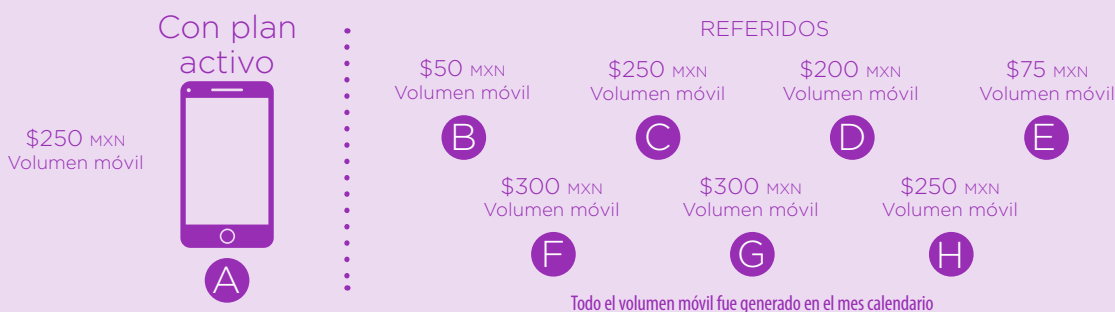 Con plan
activo
$250 MXN
Volumen móvil
A
REFERIDOS
$50 MXN
Volumen móvil
B
$250 MXN
Volumen móvil
C
$200 MXN
Volumen móvil
D
$75 MXN
Volumen móvil
E
$300 MXN
Volumen móvil
F
$300 MXN
Volumen móvil
G
$250 MXN
Volumen móvil
H
Todo el volumen móvil fue generado en el mes calendario